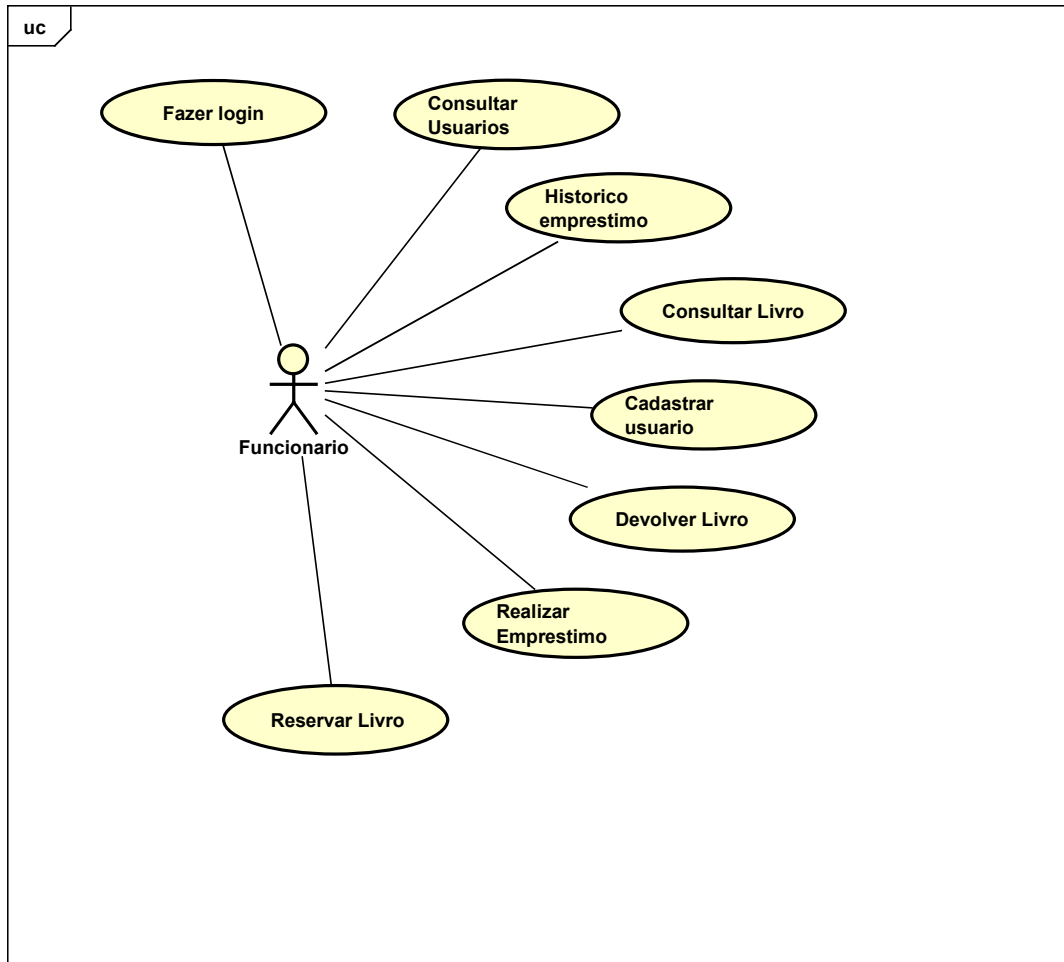 uc
Fazer login
Consultar
Usuarios
Historico
emprestimo
Consultar Livro
Cadastrar
usuario
Funcionario
Devolver Livro
Realizar
Emprestimo
Reservar Livro